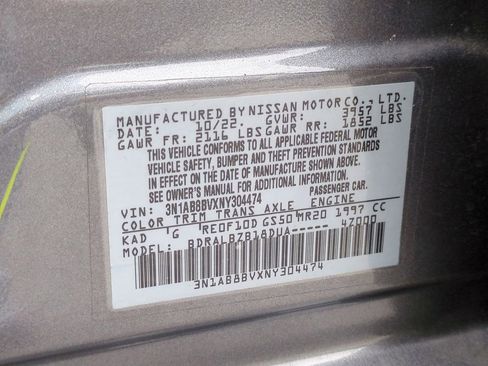 MANUFACTURED BY NISSAN MOTOR CO., LTD.
DATE: 10/22. GVWR: 3957 LBS
GAWR FR: 2116 LBS GAWR RR: 1852 LBS
THIS VEHICLE CONFORMS TO ALL APPLICABLE FEDERAL MOTOR
VEHICLE SAFETY, BUMPER AND THEFT PREVENTION STANDARDS
IN EFFECT ON THE DATE OF MANUFACTURE SHOWN ABOVE.
SEE OWNER'S MANUAL FOR ADDITIONAL INFORMATION.
VIN: 3N1AB8BVXNY304474 PASSENGER CAR.
COLOR TRIM TRANS AXLE ENGINE
KAD G RE0F10D GS50 MR20 1997 CC
MODEL: BDRALBZB18DUA----- 4Z000
3N1AB8BVXNY304474